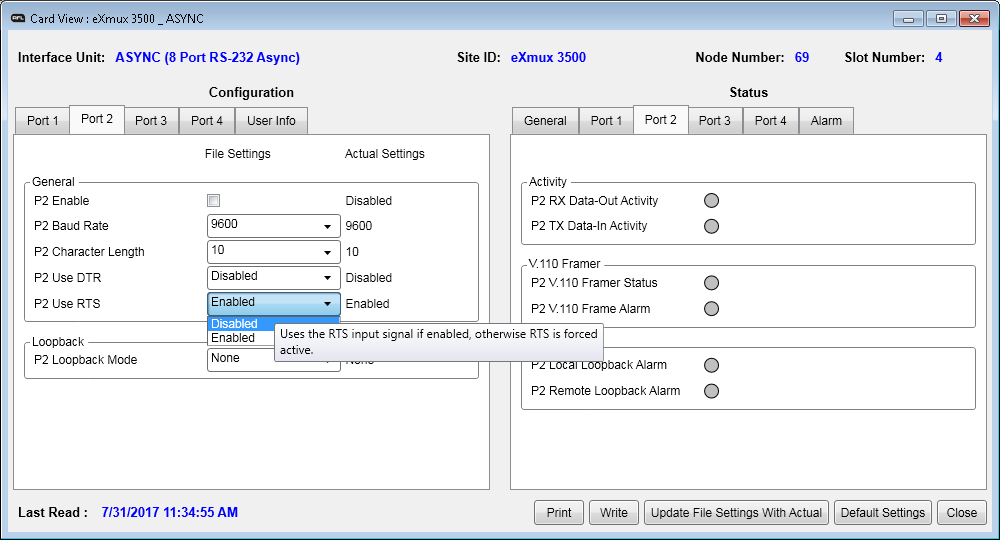 AFL Card View : eXmux 3500 _ ASYNC
Interface Unit: ASYNC (8 Port RS-232 Async) Site ID: eXmux 3500 Node Number: 69 Slot Number: 4
Configuration Status
Port 1 Port 2 Port 3 Port 4 User Info General Port 1 Port 2 Port 3 Port 4 Alarm
File Settings Actual Settings
General
P2 Enable Disabled
P2 Baud Rate 9600 9600
P2 Character Length 10 10
P2 Use DTR Disabled Disabled
P2 Use RTS Enabled Enabled
Disabled
Enabled
Uses the RTS input signal if enabled, otherwise RTS is forced
active.
Loopback
P2 Loopback Mode None None
Activity
P2 RX Data-Out Activity
P2 TX Data-In Activity
V.110 Framer
P2 V.110 Framer Status
P2 V.110 Frame Alarm
P2 Local Loopback Alarm
P2 Remote Loopback Alarm
Last Read : 7/31/2017 11:34:55 AM Print Write Update File Settings With Actual Default Settings Close